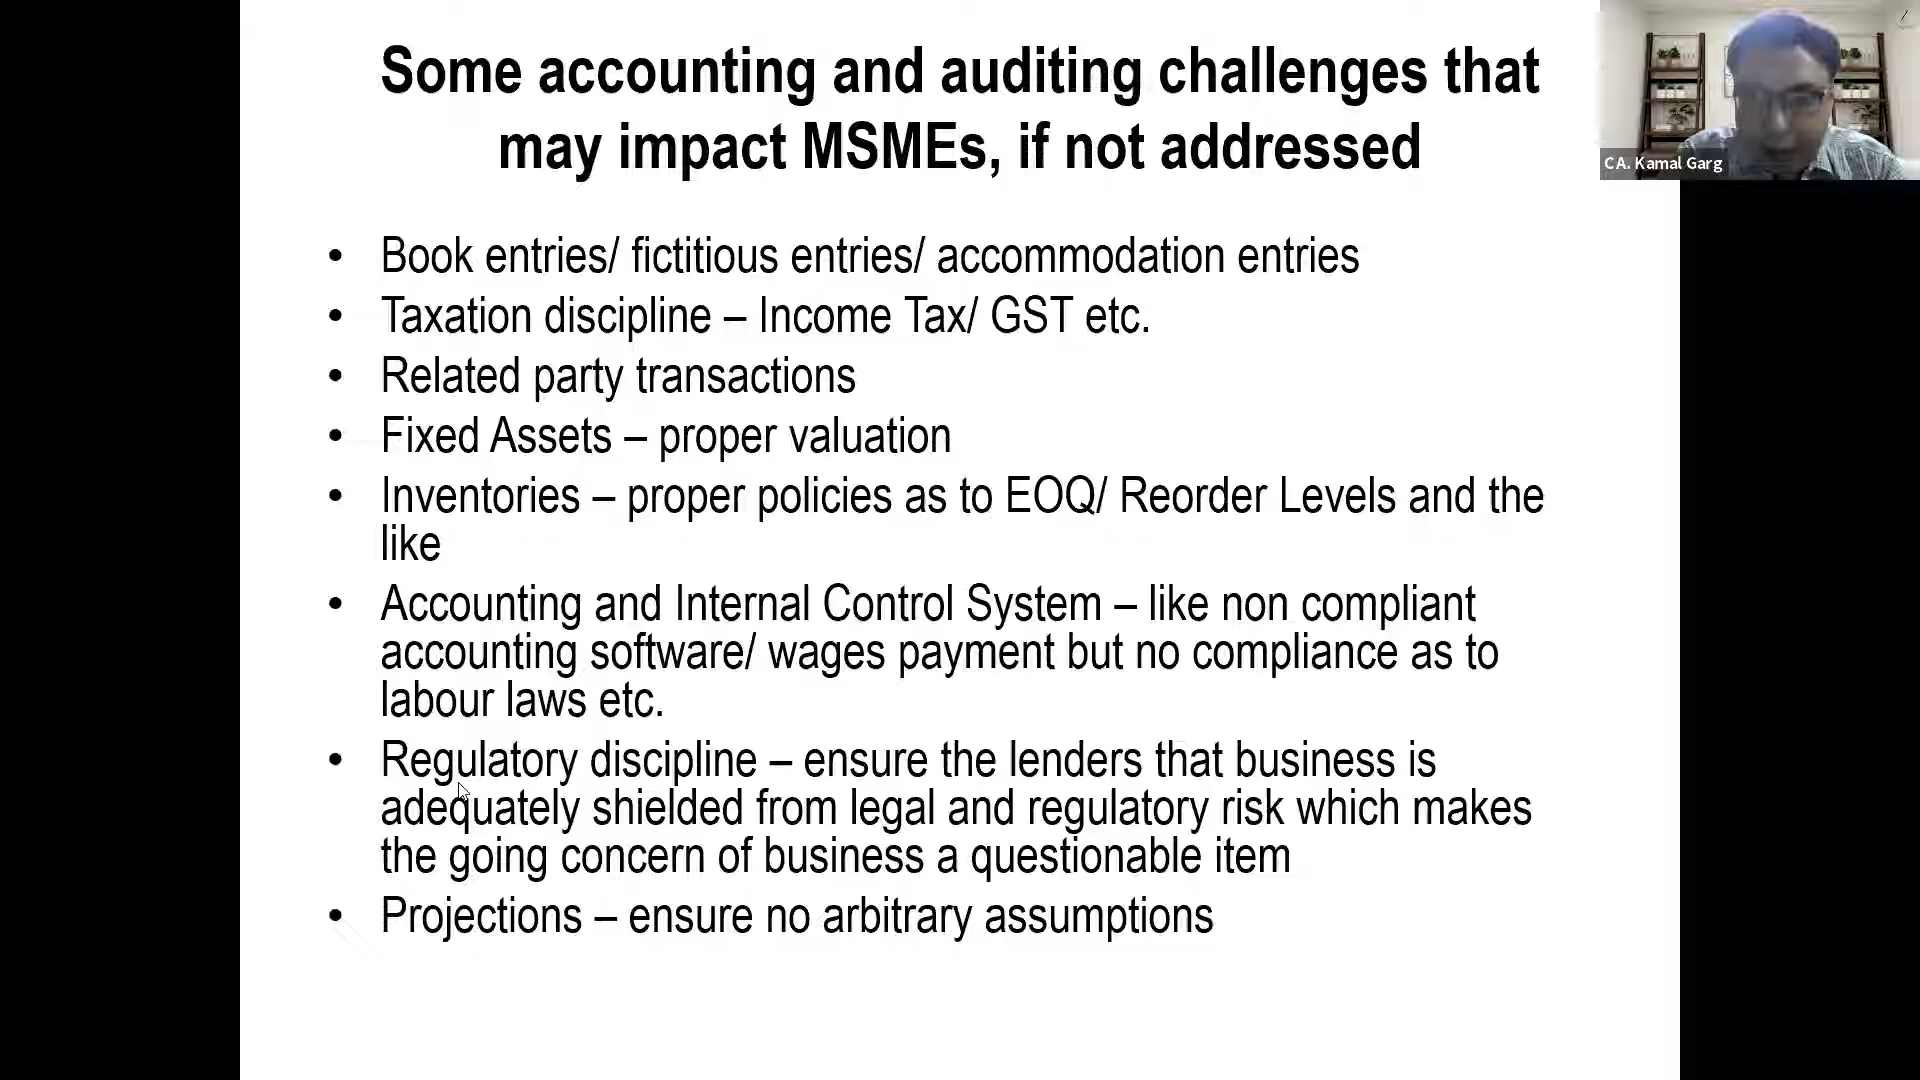 Some accounting and auditing challenges that
may impact MSMEs, if not addressed
CA. Kamal Garg
• Book entries/ fictitious entries/ accommodation entries
• Taxation discipline – Income Tax/ GST etc.
• Related party transactions
• Fixed Assets – proper valuation
• Inventories – proper policies as to EOQ/ Reorder Levels and the
like
• Accounting and Internal Control System – like non compliant
accounting software/ wages payment but no compliance as to
labour laws etc.
• Regulatory discipline – ensure the lenders that business is
adequately shielded from legal and regulatory risk which makes
the going concern of business a questionable item
• Projections – ensure no arbitrary assumptions